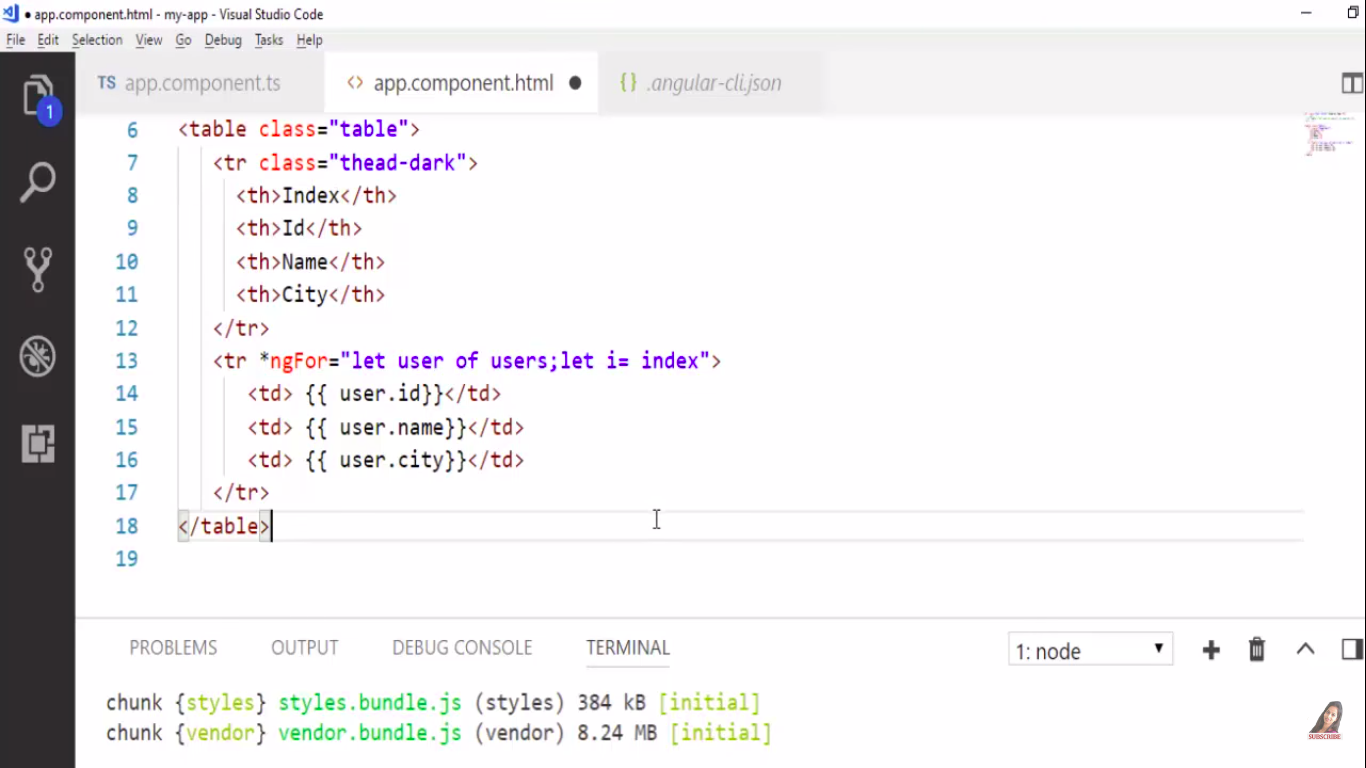 ● app.component.html - my-app - Visual Studio Code
File Edit Selection View Go Debug Tasks Help
1
TS app.component.ts <> app.component.html ● {} .angular-cli.json
6 <table class="table">
7 <tr class="thead-dark">
8 <th>Index</th>
9 <th>Id</th>
10 <th>Name</th>
11 <th>City</th>
12 </tr>
13 <tr *ngFor="let user of users;let i= index">
14 <td> {{ user.id}}</td>
15 <td> {{ user.name}}</td>
16 <td> {{ user.city}}</td>
17 </tr>
18 </table>
19
PROBLEMS OUTPUT DEBUG CONSOLE TERMINAL 1: node
chunk {styles} styles.bundle.js (styles) 384 kB [initial]
chunk {vendor} vendor.bundle.js (vendor) 8.24 MB [initial]
SUBSCRIBE